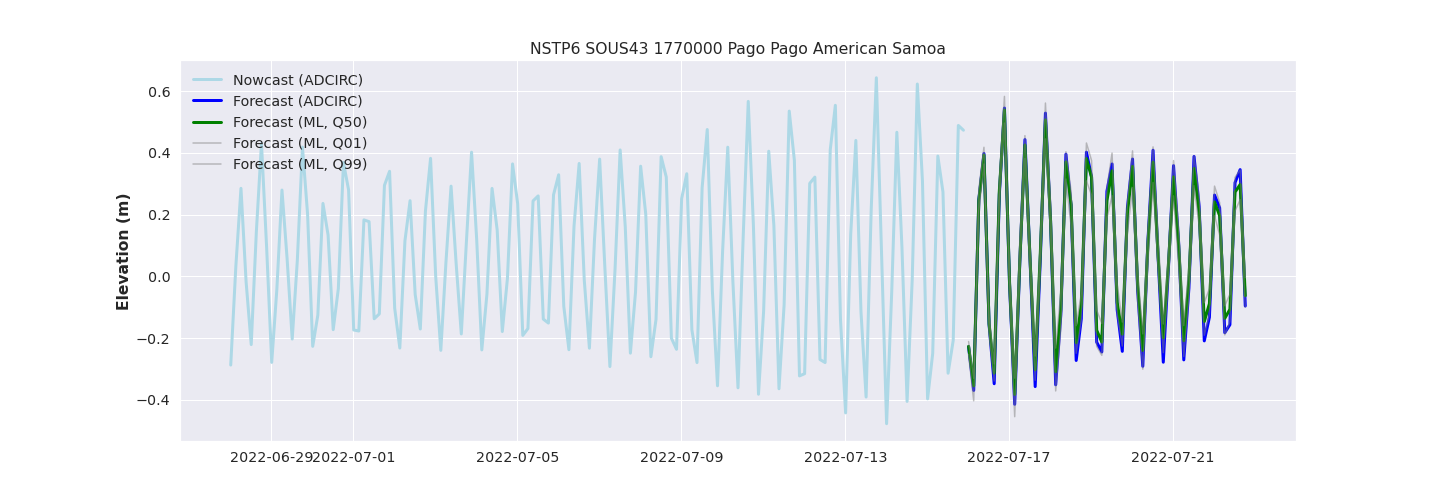 NSTP6 SOUS43 1770000 Pago Pago American Samoa
Nowcast (ADCIRC)
Forecast (ADCIRC)
Forecast (ML, Q50)
Forecast (ML, Q01)
Forecast (ML, Q99)
Elevation (m)
0.6
0.4
0.2
0.0
−0.2
−0.4
2022-06-29 2022-07-01 2022-07-05 2022-07-09 2022-07-13 2022-07-17 2022-07-21